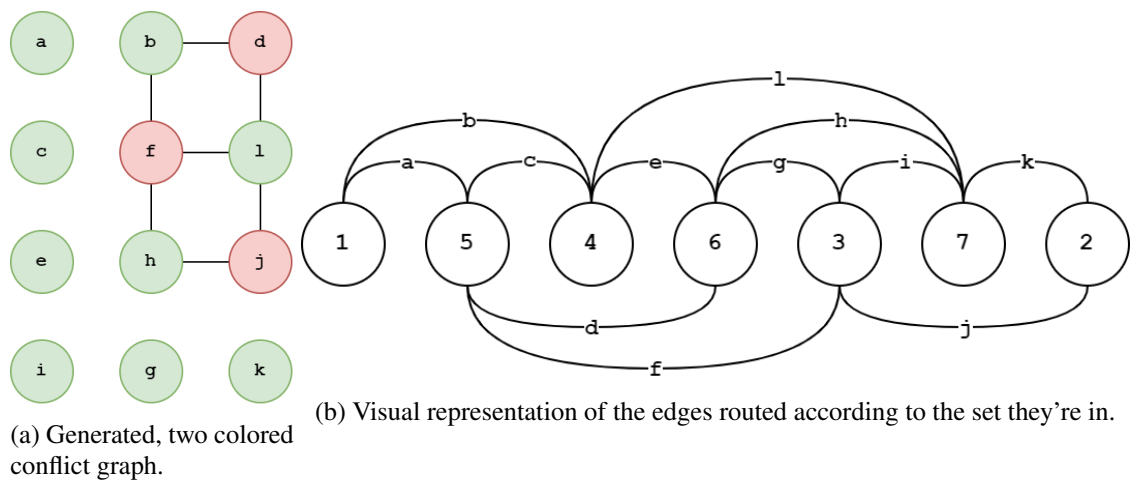 a b d
c f l
e h j
i g k
(a) Generated, two colored
conflict graph.
l
b h
a c e g i k
1 5 4 6 3 7 2
d j
f
(b) Visual representation of the edges routed according to the set they're in.